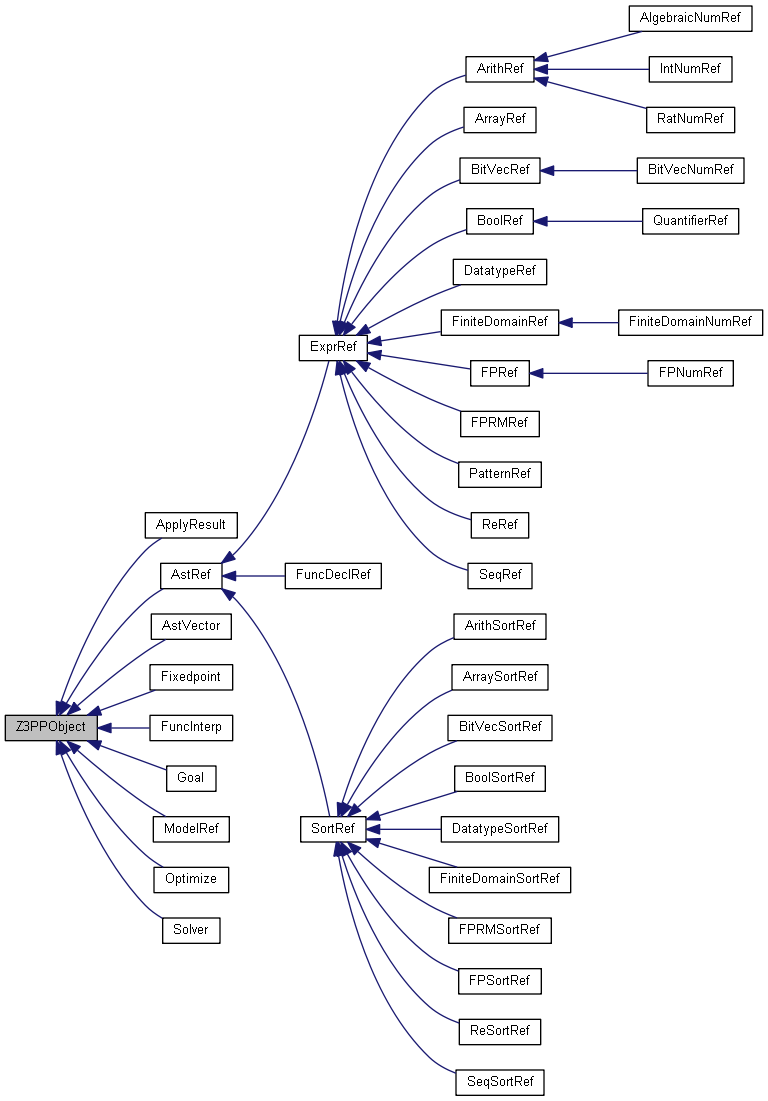 AlgebraicNumRef
ArithRef
IntNumRef
RatNumRef
ArrayRef
BitVecRef
BitVecNumRef
BoolRef
QuantifierRef
DatatypeRef
FiniteDomainRef
FiniteDomainNumRef
ExprRef
FPRef
FPNumRef
FPRMRef
PatternRef
ReRef
SeqRef
ApplyResult
AstRef
FuncDeclRef
AstVector
ArithSortRef
Fixedpoint
ArraySortRef
Z3PPObject
FuncInterp
BitVecSortRef
Goal
BoolSortRef
ModelRef
SortRef
DatatypeSortRef
Optimize
FiniteDomainSortRef
Solver
FPRMSortRef
FPSortRef
ReSortRef
SeqSortRef